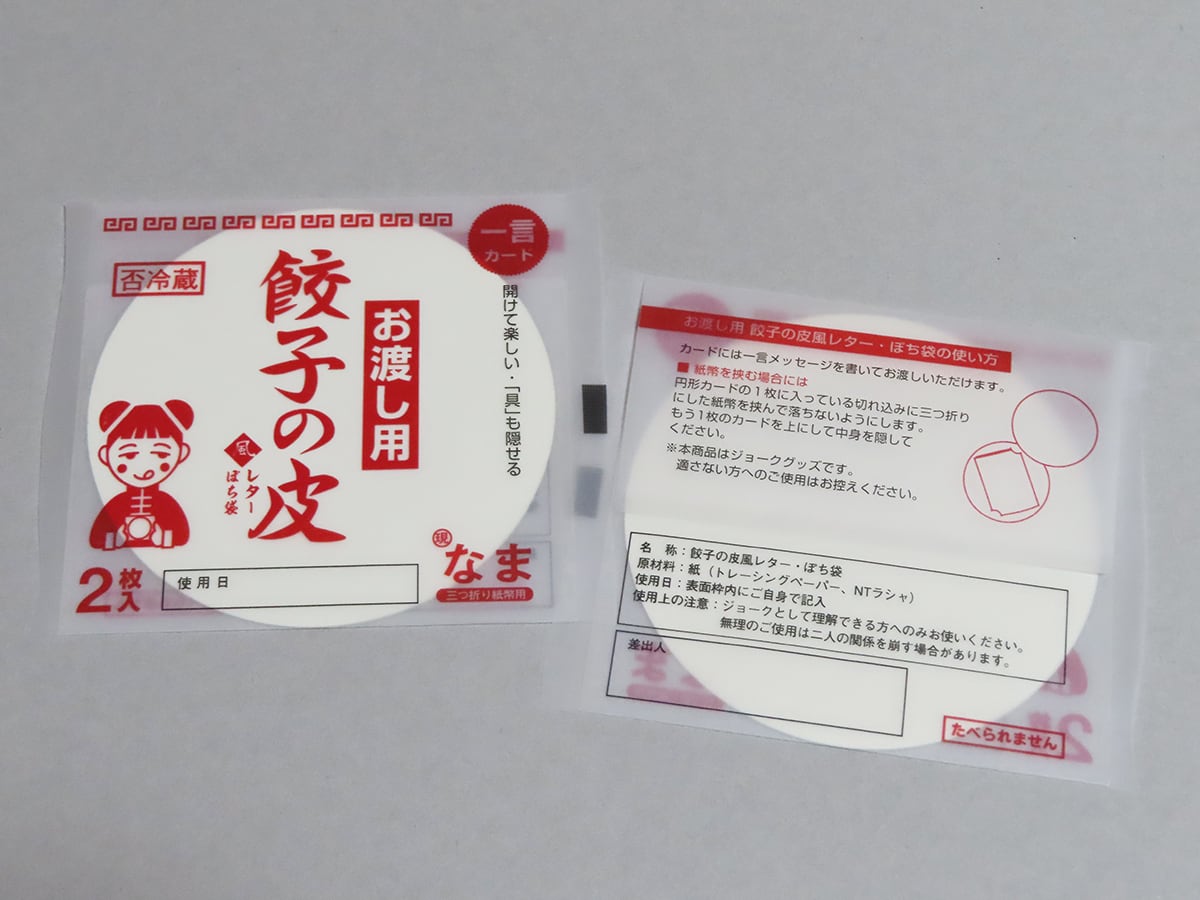 一言
カード
否冷蔵
餃子の皮
風
レター
ぽち袋
お渡し用
開けて楽しい・「具」も隠せる
2枚入
使用日
現
なま
三つ折り紙幣用
お渡し用 餃子の皮風レター・ぽち袋の使い方
カードには一言メッセージを書いてお渡しいただけます。
■ 紙幣を挟む場合には
円形カードの1枚に入っている切れ込みに三つ折り
にした紙幣を挟んで落ちないようにします。
もう1枚のカードを上にして中身を隠して
ください。
※本商品はジョークグッズです。
適さない方へのご使用はお控えください。
名　称：餃子の皮風レター・ぽち袋
原材料：紙（トレーシングペーパー、NTラシャ）
使用日：表面枠内にご自身で記入
使用上の注意：ジョークとして理解できる方へのみお使いください。
無理のご使用は二人の関係を崩す場合があります。
差出人
たべられません